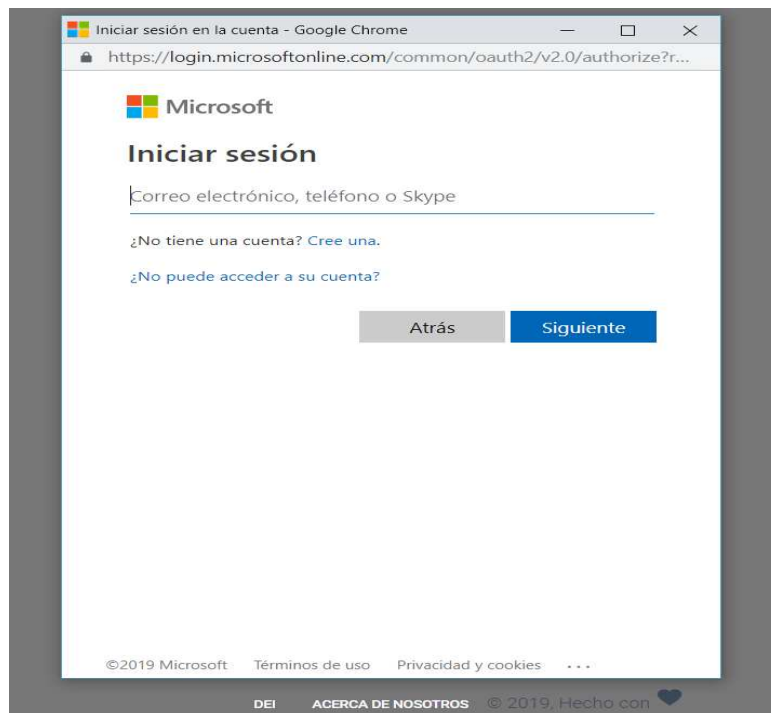 Iniciar sesión en la cuenta - Google Chrome
https://login.microsoftonline.com/common/oauth2/v2.0/authorize?r...
Microsoft
Iniciar sesión
Correo electrónico, teléfono o Skype
¿No tiene una cuenta? Cree una.
¿No puede acceder a su cuenta?
Atrás Siguiente
©2019 Microsoft Términos de uso Privacidad y cookies ...
DEI ACERCA DE NOSOTROS © 2019, Hecho con